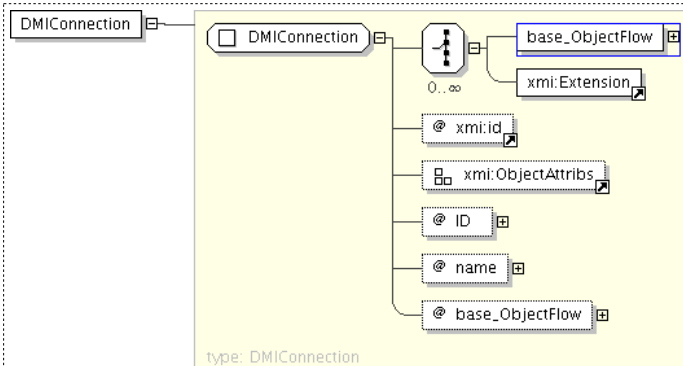 DMIConnection
DMIConnection
base_ObjectFlow
0..∞
xmi:Extension
@ xmi:id
xmi:ObjectAttribs
@ ID
@ name
@ base_ObjectFlow
type: DMIConnection